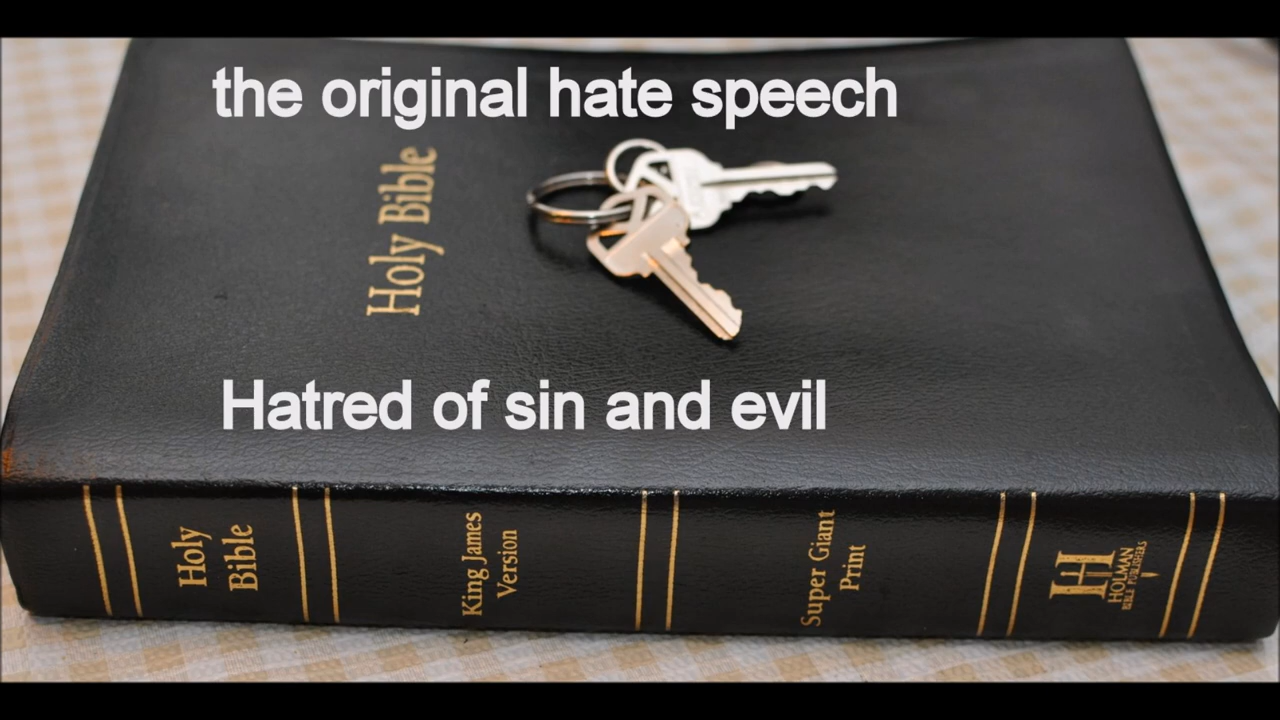 the original hate speech
Holy Bible
Hatred of sin and evil
Holy
Bible
King James
Version
Super Giant
Print
H
HOLMAN
BIBLE PUBLISHERS